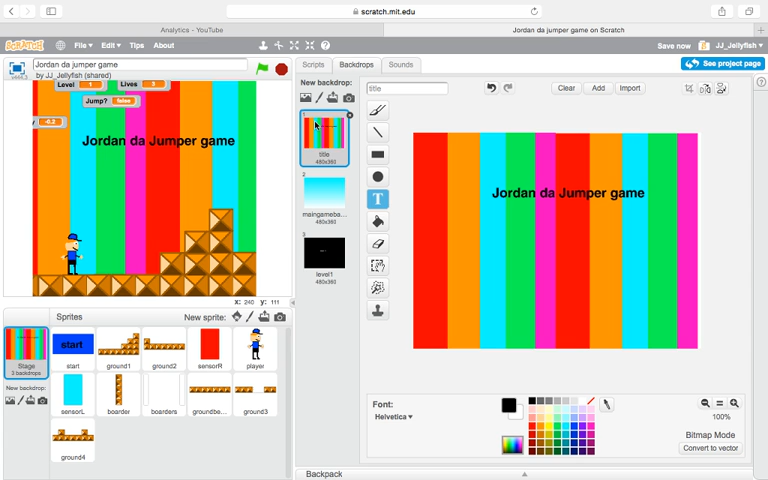 scratch.mit.edu
Analytics - YouTube
Jordan da jumper game on Scratch
SCRATCH
File
Edit
Tips
About
Save now
JJ_Jellyfish
Jordan da jumper game
by JJ_Jellyfish (shared)
Scripts
Backdrops
Sounds
See project page
Level 1
Lives 3
Jump? false
y -0.2
Jordan da Jumper game
x: 240 y: 111
New backdrop:
1
title
480x360
2
maingameba...
480x360
3
level1
480x360
title
Clear
Add
Import
T
Jordan da Jumper game
Sprites
New sprite:
Stage
3 backdrops
New backdrop:
start
start
ground1
ground2
sensorR
player
sensorL
boarder
boarders
groundbe...
ground3
ground4
Font:
Helvetica
100%
Bitmap Mode
Convert to vector
Backpack